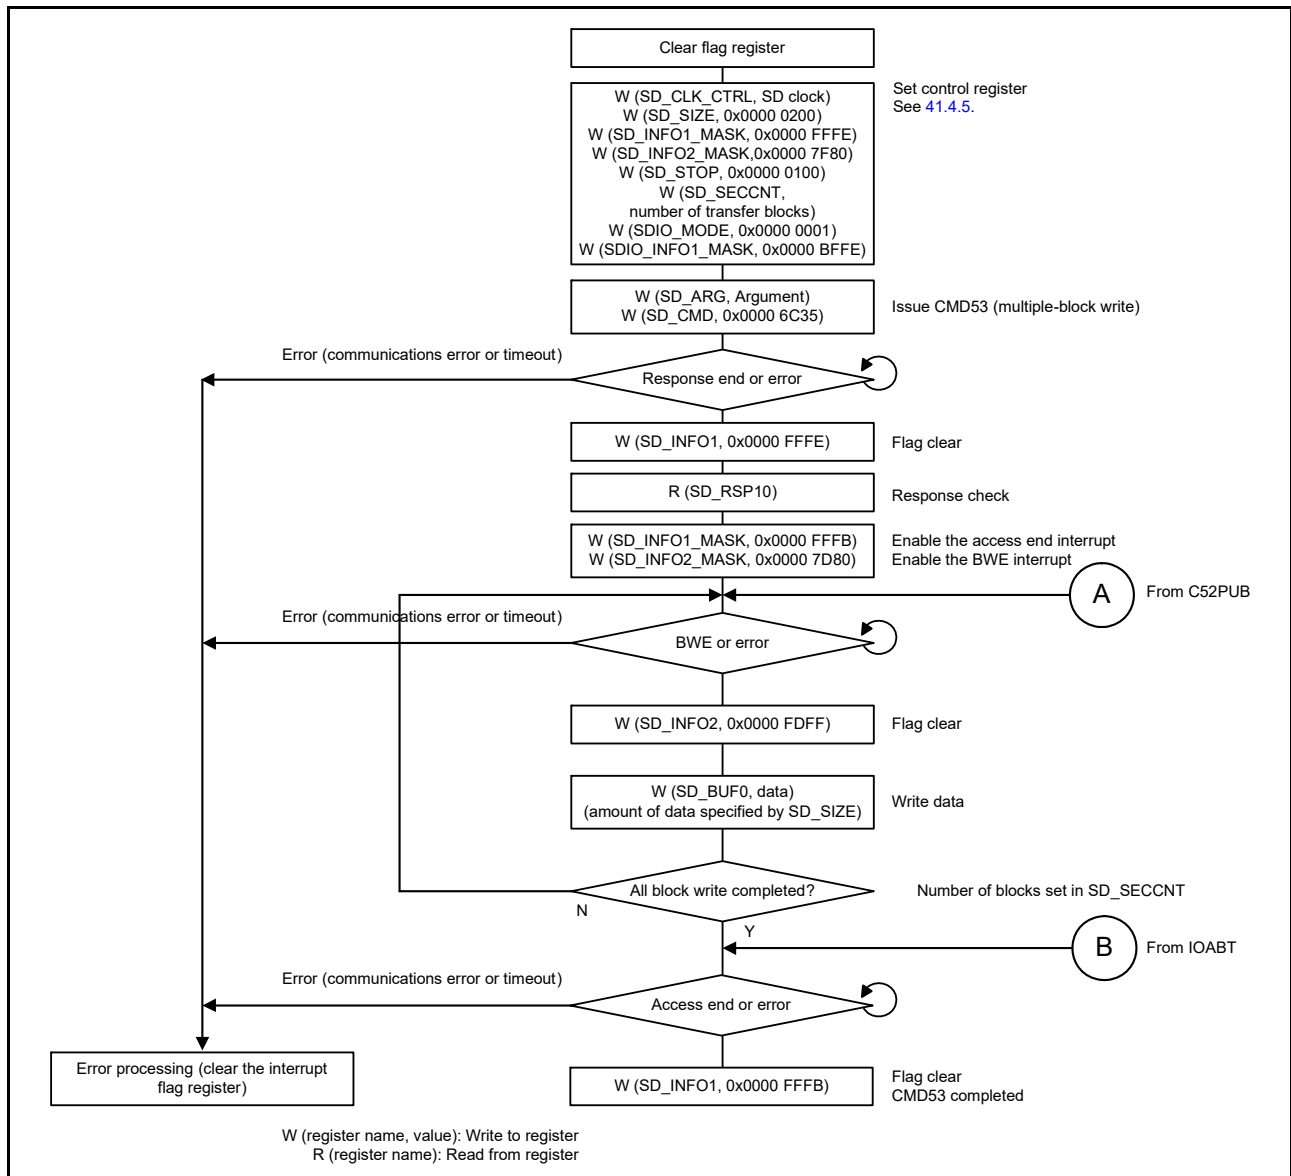 Clear flag register
W (SD_CLK_CTRL, SD clock)
W (SD_SIZE, 0x0000 0200)
W (SD_INFO1_MASK, 0x0000 FFFE)
W (SD_INFO2_MASK,0x0000 7F80)
W (SD_STOP, 0x0000 0100)
W (SD_SECCNT,
number of transfer blocks)
W (SDIO_MODE, 0x0000 0001)
W (SDIO_INFO1_MASK, 0x0000 BFFE)
Set control register
See 41.4.5.
W (SD_ARG, Argument)
W (SD_CMD, 0x0000 6C35)
Issue CMD53 (multiple-block write)
Error (communications error or timeout)
Response end or error
W (SD_INFO1, 0x0000 FFFE)
Flag clear
R (SD_RSP10)
Response check
W (SD_INFO1_MASK, 0x0000 FFFB)
W (SD_INFO2_MASK, 0x0000 7D80)
Enable the access end interrupt
Enable the BWE interrupt
A
From C52PUB
Error (communications error or timeout)
BWE or error
W (SD_INFO2, 0x0000 FDFF)
Flag clear
W (SD_BUF0, data)
(amount of data specified by SD_SIZE)
Write data
All block write completed?
Number of blocks set in SD_SECCNT
N
Y
B
From IOABT
Error (communications error or timeout)
Access end or error
Error processing (clear the interrupt
flag register)
W (SD_INFO1, 0x0000 FFFB)
Flag clear
CMD53 completed
W (register name, value): Write to register
R (register name): Read from register